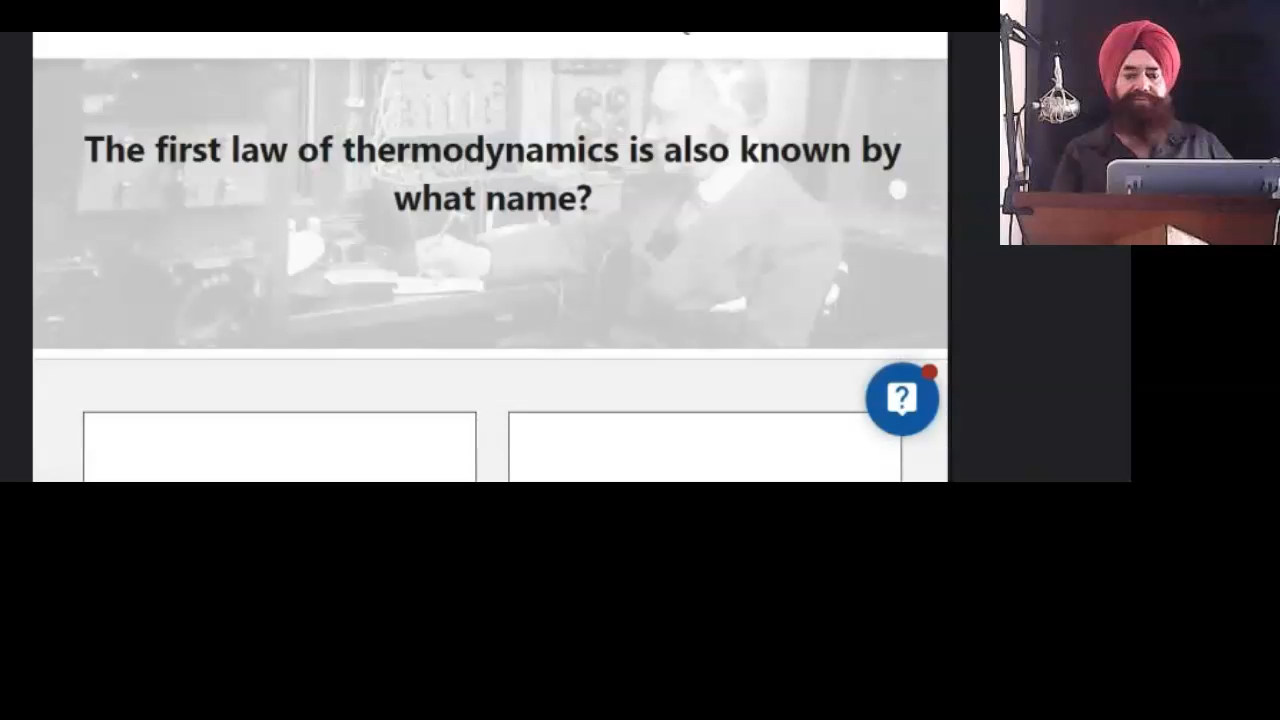 The first law of thermodynamics is also known by
what name?
?